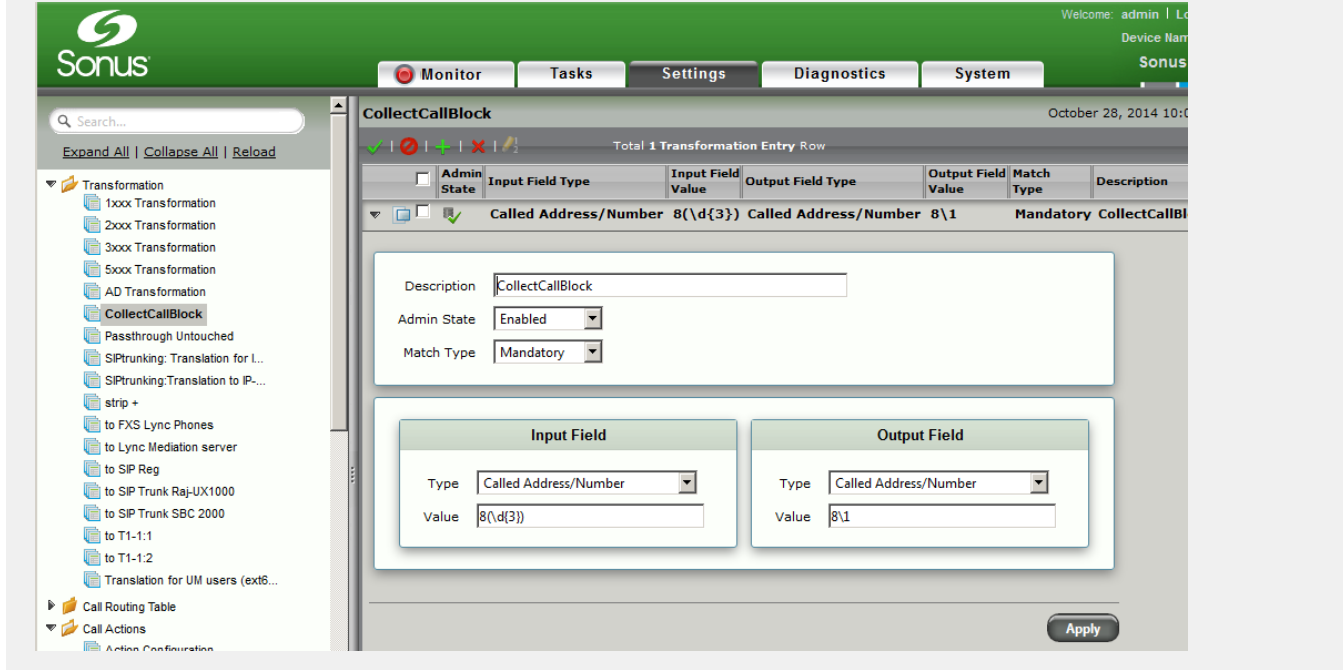 Welcome: admin | Lo
Device Nam
Sonus
Sonus
Monitor
Tasks
Settings
Diagnostics
System
Search...
Expand All | Collapse All | Reload
Transformation
1xxx Transformation
2xxx Transformation
3xxx Transformation
5xxx Transformation
AD Transformation
CollectCallBlock
Passthrough Untouched
SIPtrunking: Translation for I...
SIPtrunking:Translation to IP-...
strip +
to FXS Lync Phones
to Lync Mediation server
to SIP Reg
to SIP Trunk Raj-UX1000
to SIP Trunk SBC 2000
to T1-1:1
to T1-1:2
Translation for UM users (ext6...
Call Routing Table
Call Actions
Action Configuration
CollectCallBlock
October 28, 2014 10:0
Total 1 Transformation Entry Row
Admin State
Input Field Type
Input Field Value
Output Field Type
Output Field Value
Match Type
Description
Called Address/Number 8(\d{3}) Called Address/Number 8\1 Mandatory CollectCallBl
Description CollectCallBlock
Admin State Enabled
Match Type Mandatory
Input Field
Type Called Address/Number
Value 8(\d{3})
Output Field
Type Called Address/Number
Value 8\1
Apply